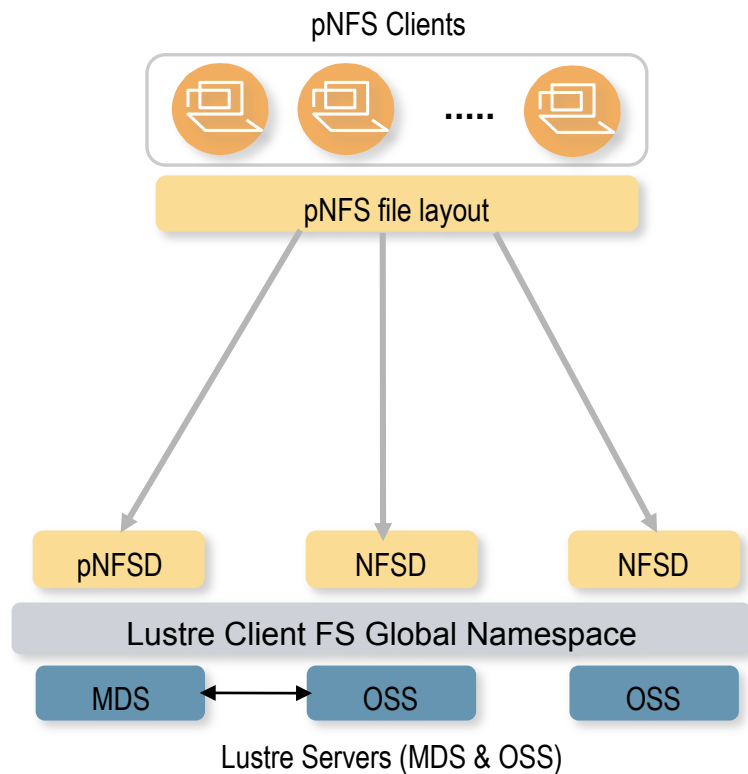 pNFS Clients
.....
pNFS file layout
pNFSD NFSD NFSD
Lustre Client FS Global Namespace
MDS OSS OSS
Lustre Servers (MDS & OSS)